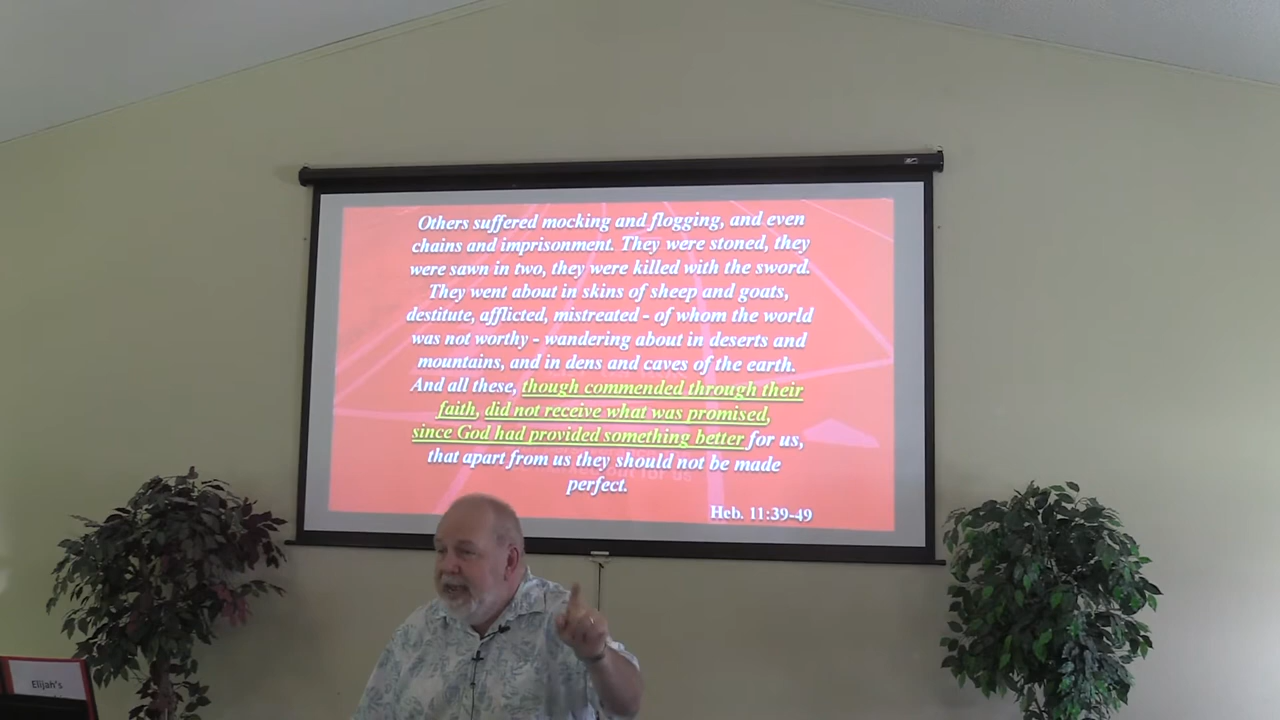 Others suffered mocking and flogging, and even
chains and imprisonment. They were stoned, they
were sawn in two, they were killed with the sword.
They went about in skins of sheep and goats,
destitute, afflicted, mistreated - of whom the world
was not worthy - wandering about in deserts and
mountains, and in dens and caves of the earth.
And all these, though commended through their
faith, did not receive what was promised,
since God had provided something better for us,
that apart from us they should not be made
perfect.
Heb. 11:39-49
Elijah's